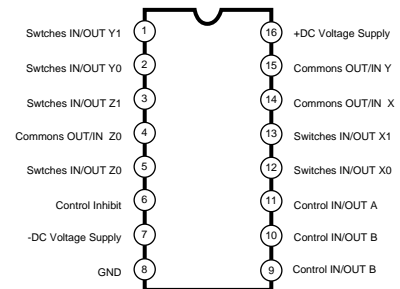 Swtches IN/OUT Y1 1 16 +DC Voltage Supply
Swtches IN/OUT Y0 2 15 Commons OUT/IN Y
Swtches IN/OUT Z1 3 14 Commons OUT/IN X
Commons OUT/IN Z0 4 13 Switches IN/OUT X1
Swtches IN/OUT Z0 5 12 Switches IN/OUT X0
Control Inhibit 6 11 Control IN/OUT A
-DC Voltage Supply 7 10 Control IN/OUT B
GND 8 9 Control IN/OUT B